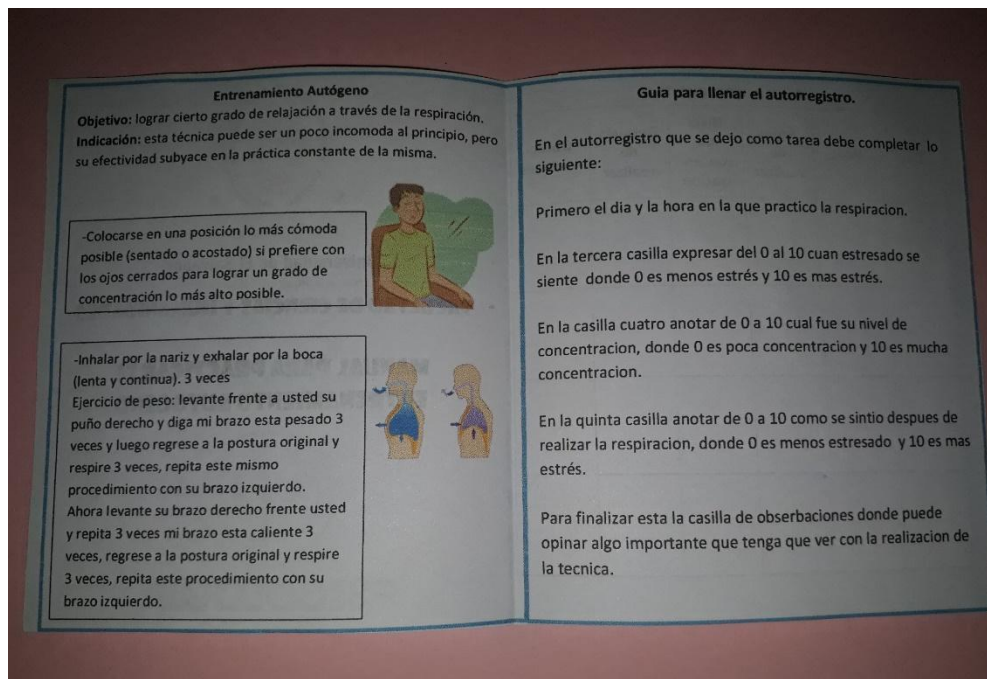 Entrenamiento Autógeno
Objetivo: lograr cierto grado de relajación a través de la respiración.
Indicación: esta técnica puede ser un poco incomoda al principio, pero
su efectividad subyace en la práctica constante de la misma.
-Colocarse en una posición lo más cómoda
posible (sentado o acostado) si prefiere con
los ojos cerrados para lograr un grado de
concentración lo más alto posible.
-Inhalar por la nariz y exhalar por la boca
(lenta y continua). 3 veces
Ejercicio de peso: levante frente a usted su
puño derecho y diga mi brazo esta pesado 3
veces y luego regrese a la postura original y
respire 3 veces, repita este mismo
procedimiento con su brazo izquierdo.
Ahora levante su brazo derecho frente usted
y repita 3 veces mi brazo esta caliente 3
veces, regrese a la postura original y respire
3 veces, repita este procedimiento con su
brazo izquierdo.
Guia para llenar el autorregistro.
En el autorregistro que se dejo como tarea debe completar lo
siguiente:
Primero el dia y la hora en la que practico la respiracion.
En la tercera casilla expresar del 0 al 10 cuan estresado se
siente donde 0 es menos estrés y 10 es mas estrés.
En la casilla cuatro anotar de 0 a 10 cual fue su nivel de
concentracion, donde 0 es poca concentracion y 10 es mucha
concentracion.
En la quinta casilla anotar de 0 a 10 como se sintio despues de
realizar la respiracion, donde 0 es menos estresado y 10 es mas
estrés.
Para finalizar esta la casilla de obserbaciones donde puede
opinar algo importante que tenga que ver con la realizacion de
la tecnica.